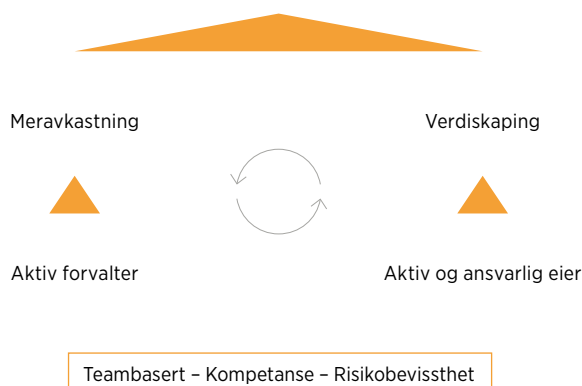 Meravkastning
Verdiskaping
Aktiv forvalter
Aktiv og ansvarlig eier
Teambasert – Kompetanse – Risikobevissthet